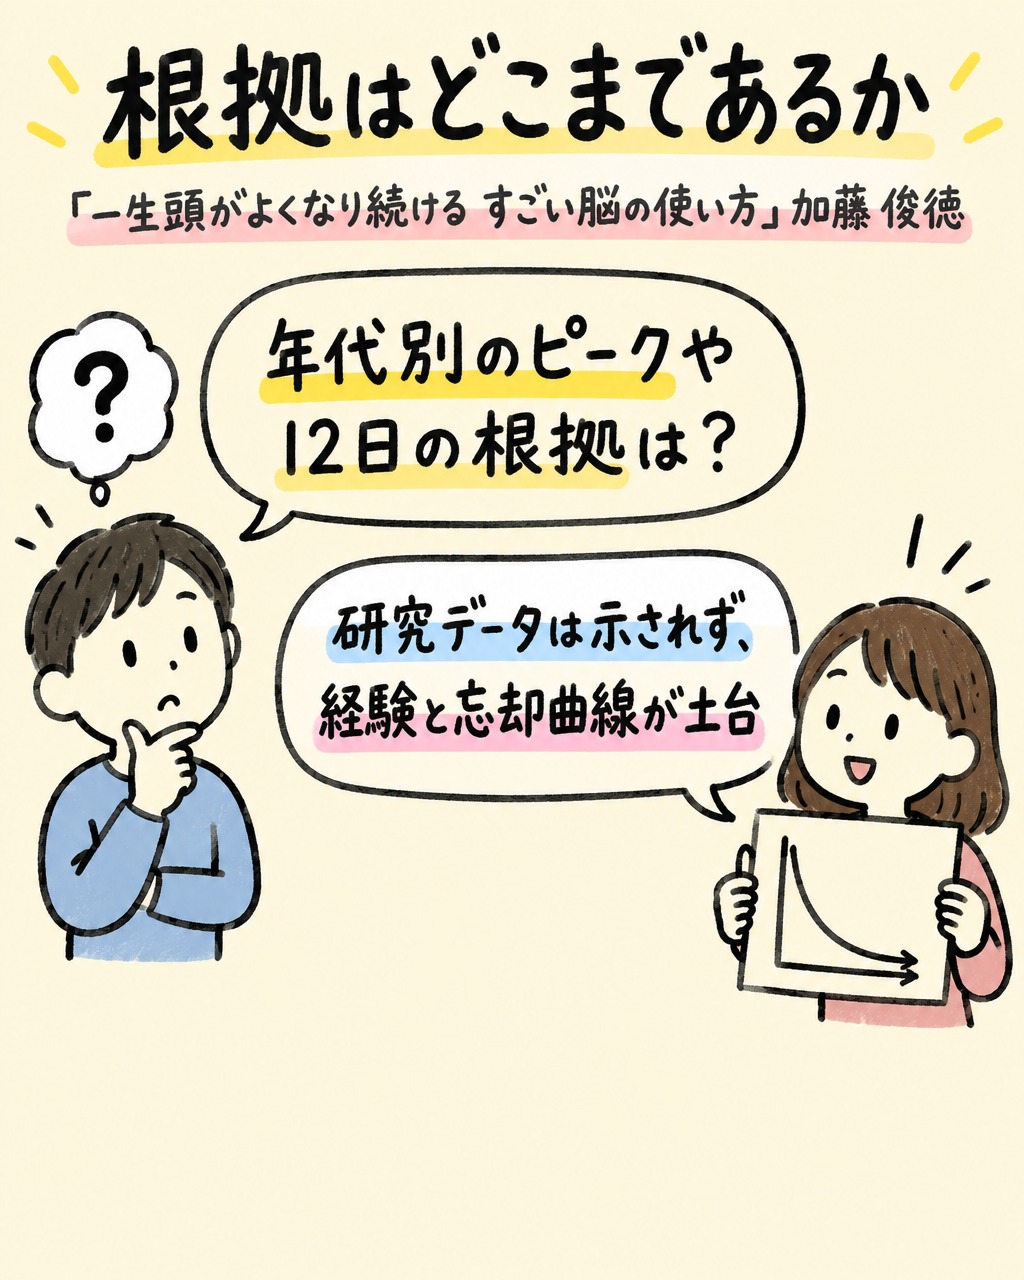 根拠はどこまであるか
「一生頭がよくなり続ける すごい脳の使い方」加藤 俊徳
?
年代別のピークや
12日の根拠は?
研究データは示されず、
経験と忘却曲線が土台